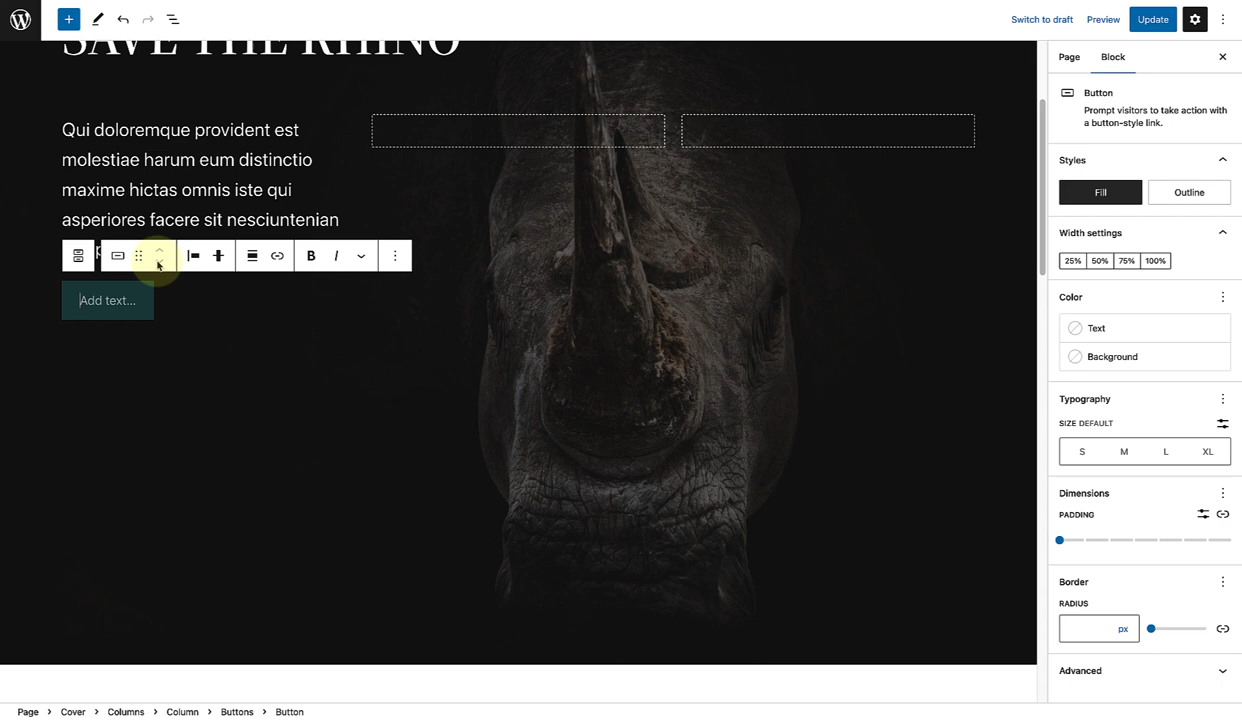 Switch to draft
Preview
Update
SAVE THE RHINO
Qui doloremque provident est
molestiae harum eum distinctio
maxime hictas omnis iste qui
asperiores facere sit nesciuntenian
B
I
Add text...
Page
Block
Button
Prompt visitors to take action with
a button-style link.
Styles
Fill
Outline
Width settings
25%
50%
75%
100%
Color
Text
Background
Typography
SIZE DEFAULT
S
M
L
XL
Dimensions
PADDING
Border
RADIUS
px
Advanced
Page > Cover > Columns > Column > Buttons > Button